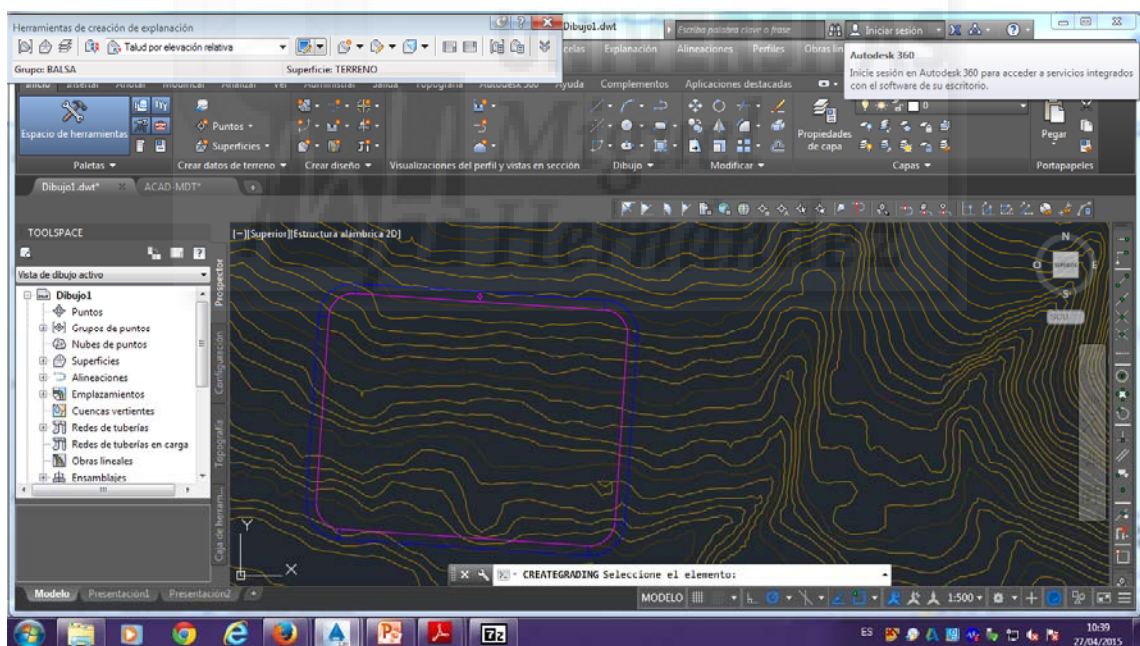 Herramientas de creación de explanación
Talud por elevación relativa
Grupo: BALSA
Superficie: TERRENO
Dibujo1.dwt
Escriba palabra clave o frase
Iniciar sesión
Explanación
Alineaciones
Perfiles
Obras lin
Autodesk 360
Inicie sesión en Autodesk 360 para acceder a servicios integrados
con el software de su escritorio.
Ayuda
Complementos
Aplicaciones destacadas
Espacio de herramientas
Puntos
Superficies
Propiedades
de capa
0
Pegar
Paletas
Crear datos de terreno
Crear diseño
Visualizaciones del perfil y vistas en sección
Dibujo
Modificar
Capas
Portapapeles
Dibujo1.dwt*
ACAD-MDT*
TOOLSPACE
[-][Superior][Estructura alámbrica 2D]
Vista de dibujo activo
Dibujo1
Puntos
Grupos de puntos
Nubes de puntos
Superficies
Alineaciones
Emplazamientos
Cuencas vertientes
Redes de tuberías
Redes de tuberías en carga
Obras lineales
Ensamblajes
Prospector
Configuración
Topografía
Caja de herram...
N
O
E
S
Y
X
Hernández
CREATEGRADING Seleccione el elemento:
Modelo
Presentación1
Presentación2
MODELO
1:500
ES
10:39
27/04/2015